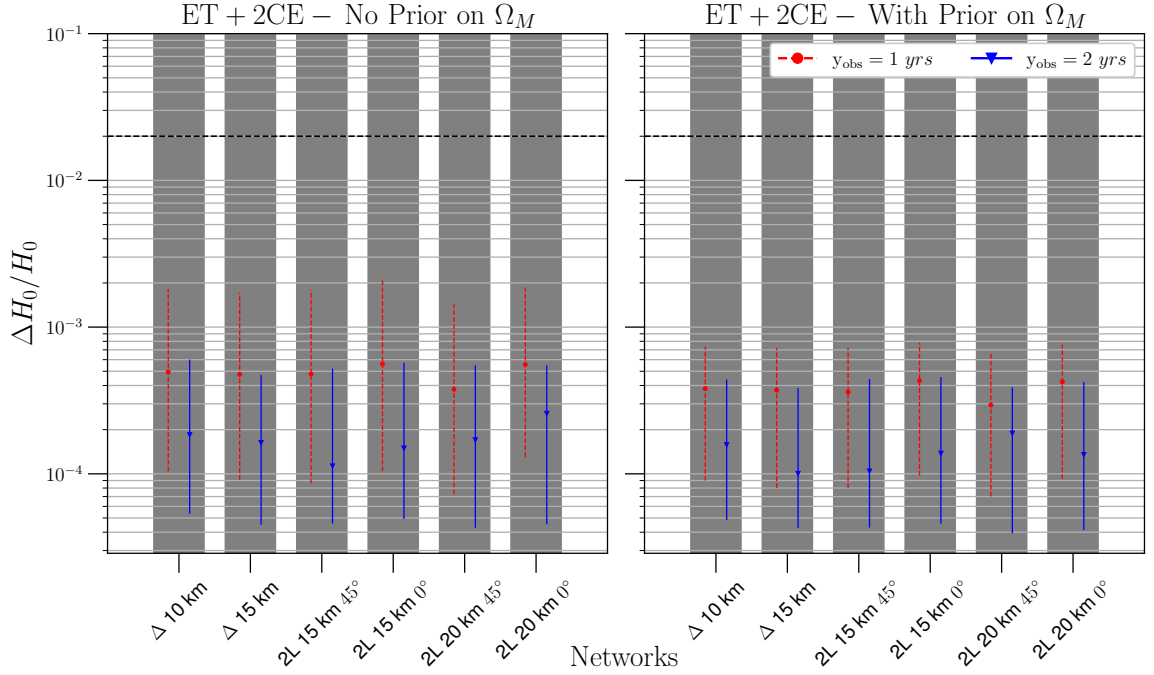 ET + 2CE − No Prior on Ω_M
ET + 2CE − With Prior on Ω_M
y_obs = 1 yrs
y_obs = 2 yrs
ΔH_0/H_0
10^−1
10^−2
10^−3
10^−4
Δ 10 km
Δ 15 km
2L 15 km 45°
2L 15 km 0°
2L 20 km 45°
2L 20 km 0°
Δ 10 km
Δ 15 km
2L 15 km 45°
2L 15 km 0°
2L 20 km 45°
2L 20 km 0°
Networks